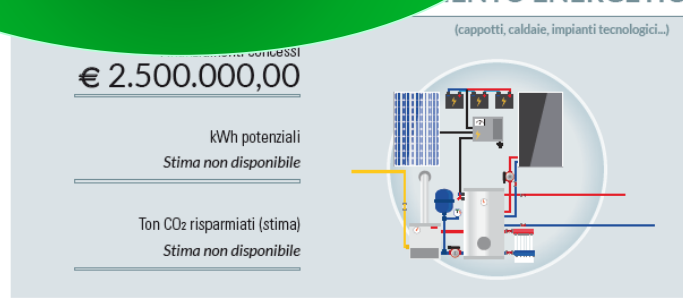 (cappotti, caldaie, impianti tecnologici...)
concessi
€ 2.500.000,00
kWh potenziali
Stima non disponibile
Ton CO2 risparmiati (stima)
Stima non disponibile